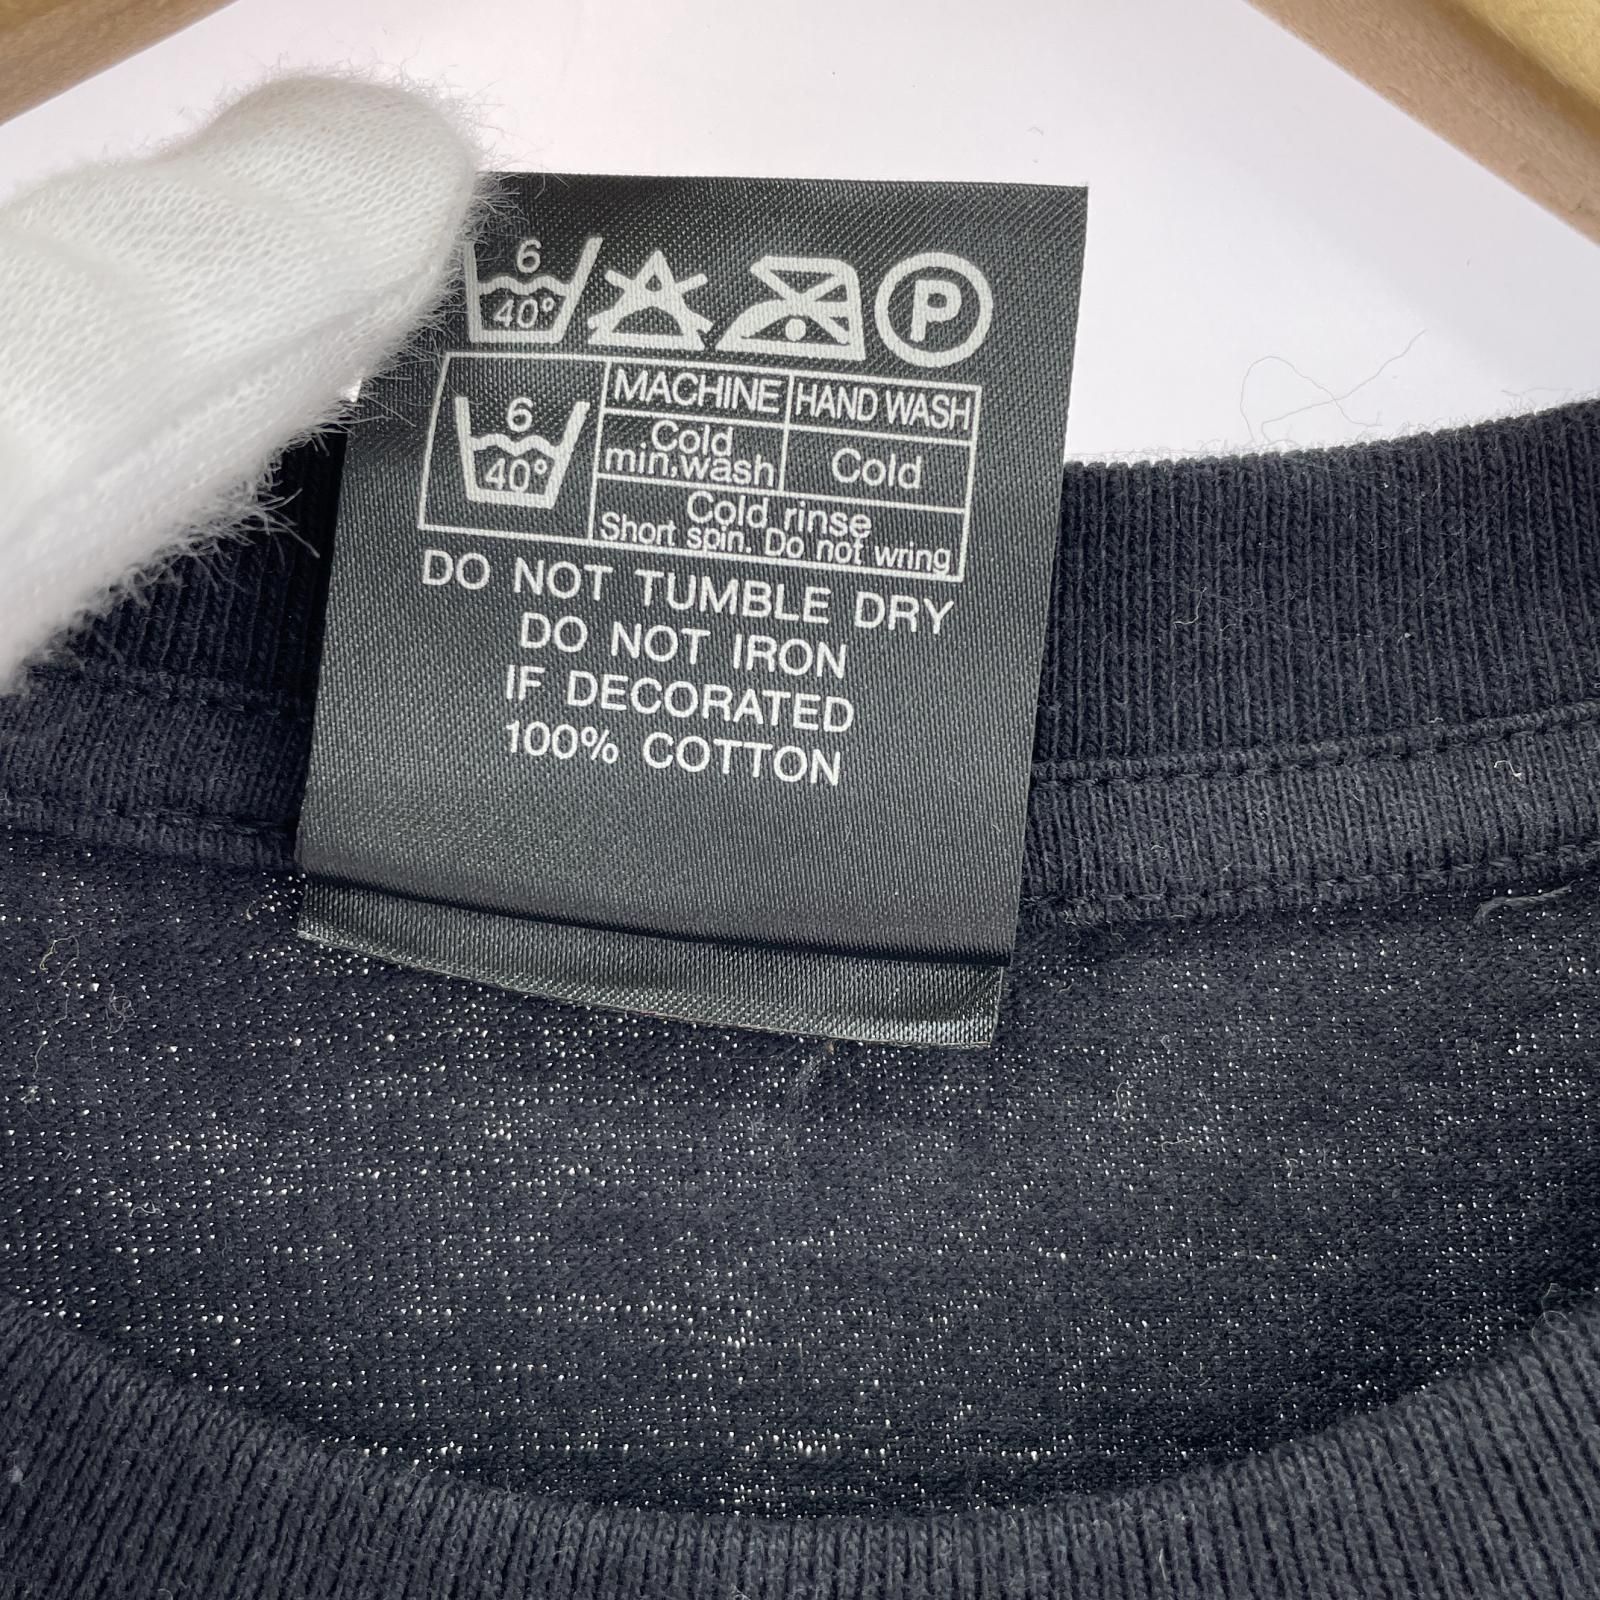 6
40°
P
6
40°
MACHINE HAND WASH
Cold
min.wash
Cold
Cold rinse
Short spin. Do not wring
DO NOT TUMBLE DRY
DO NOT IRON
IF DECORATED
100% COTTON